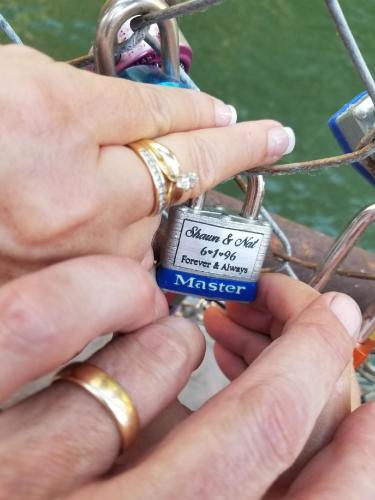 Shawn & Nat
6•1•96
Forever & Always
Master